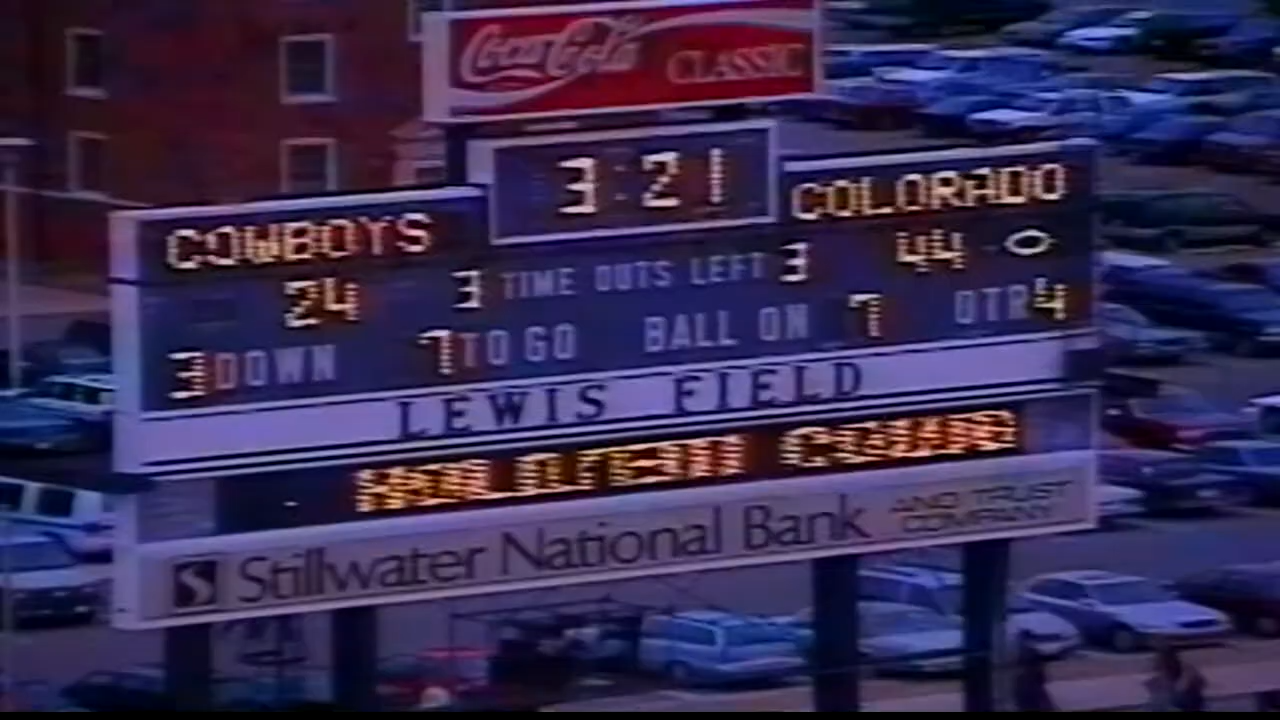 Coca-Cola CLASSIC
3:21
COWBOYS COLORADO
24 3 TIME OUTS LEFT 3 44
3 DOWN 7 TO GO BALL ON 7 QTR 4
LEWIS FIELD
Stillwater National Bank AND TRUST COMPANY